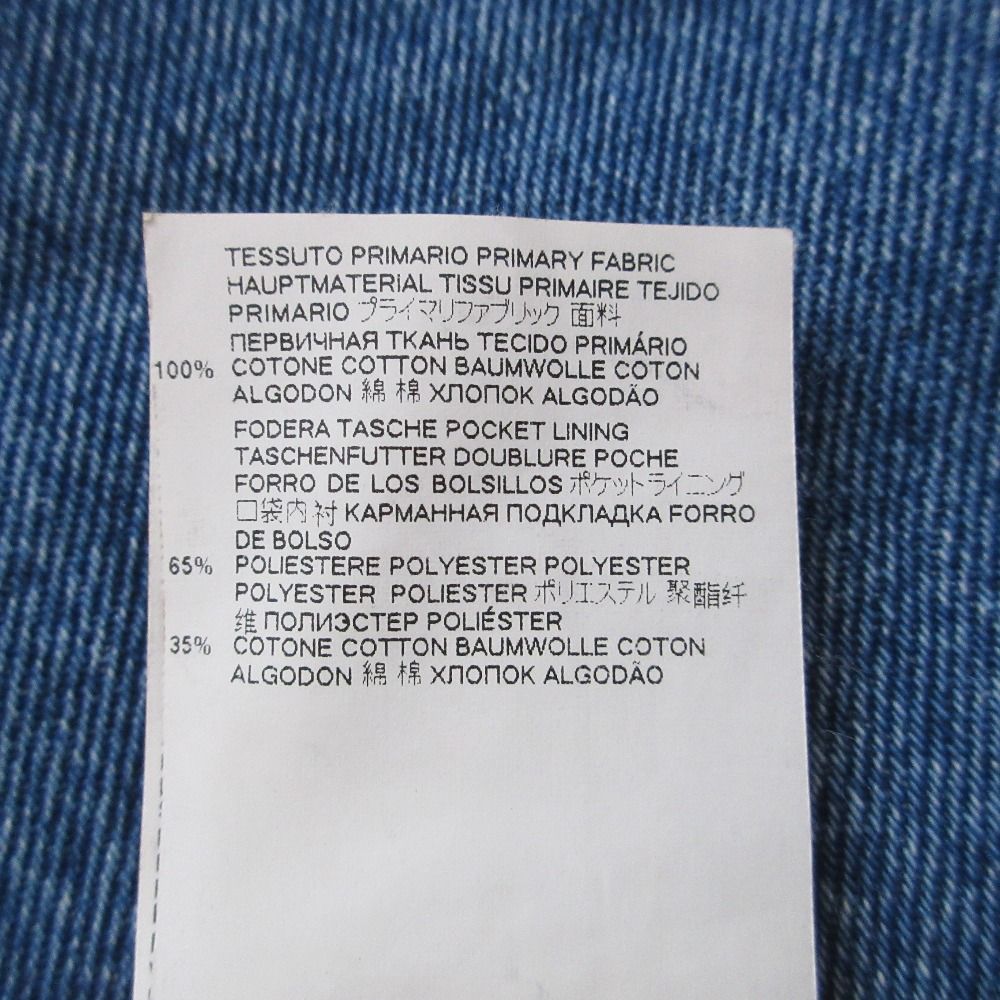 TESSUTO PRIMARIO PRIMARY FABRIC
HAUPTMATERIAL TISSU PRIMAIRE TEJIDO
PRIMARIO プライマリファブリック 面料
ПЕРВИЧНАЯ ТКАНЬ TECIDO PRIMÁRIO
100% COTONE COTTON BAUMWOLLE COTON
ALGODON 綿 棉 ХЛОПОК ALGODÃO
FODERA TASCHE POCKET LINING
TASCHENFUTTER DOUBLURE POCHE
FORRO DE LOS BOLSILLOS ポケットライニング
口袋内衬 КАРМАННАЯ ПОДКЛАДКА FORRO
DE BOLSO
65% POLIESTERE POLYESTER POLYESTER
POLYESTER POLIESTER ポリエステル 聚酯纤
维 ПОЛИЭСТЕР POLIÉSTER
35% COTONE COTTON BAUMWOLLE COTON
ALGODON 綿 棉 ХЛОПОК ALGODÃO